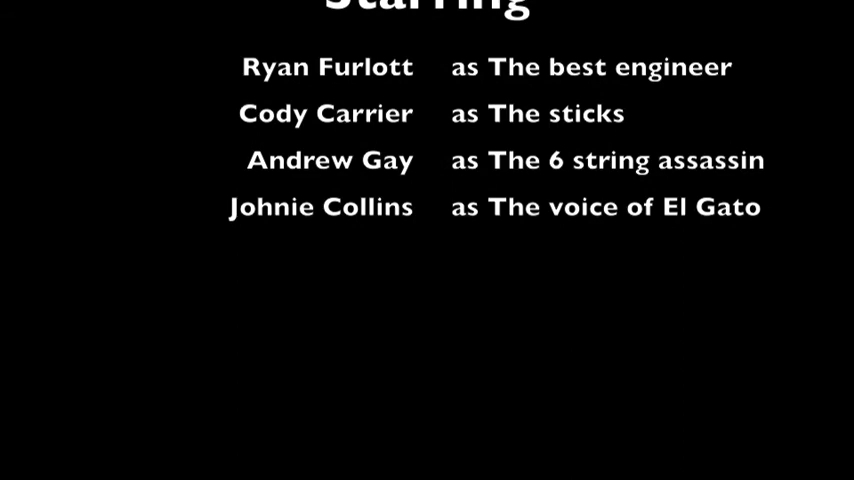 Starring
Ryan Furlott as The best engineer
Cody Carrier as The sticks
Andrew Gay as The 6 string assassin
Johnie Collins as The voice of El Gato